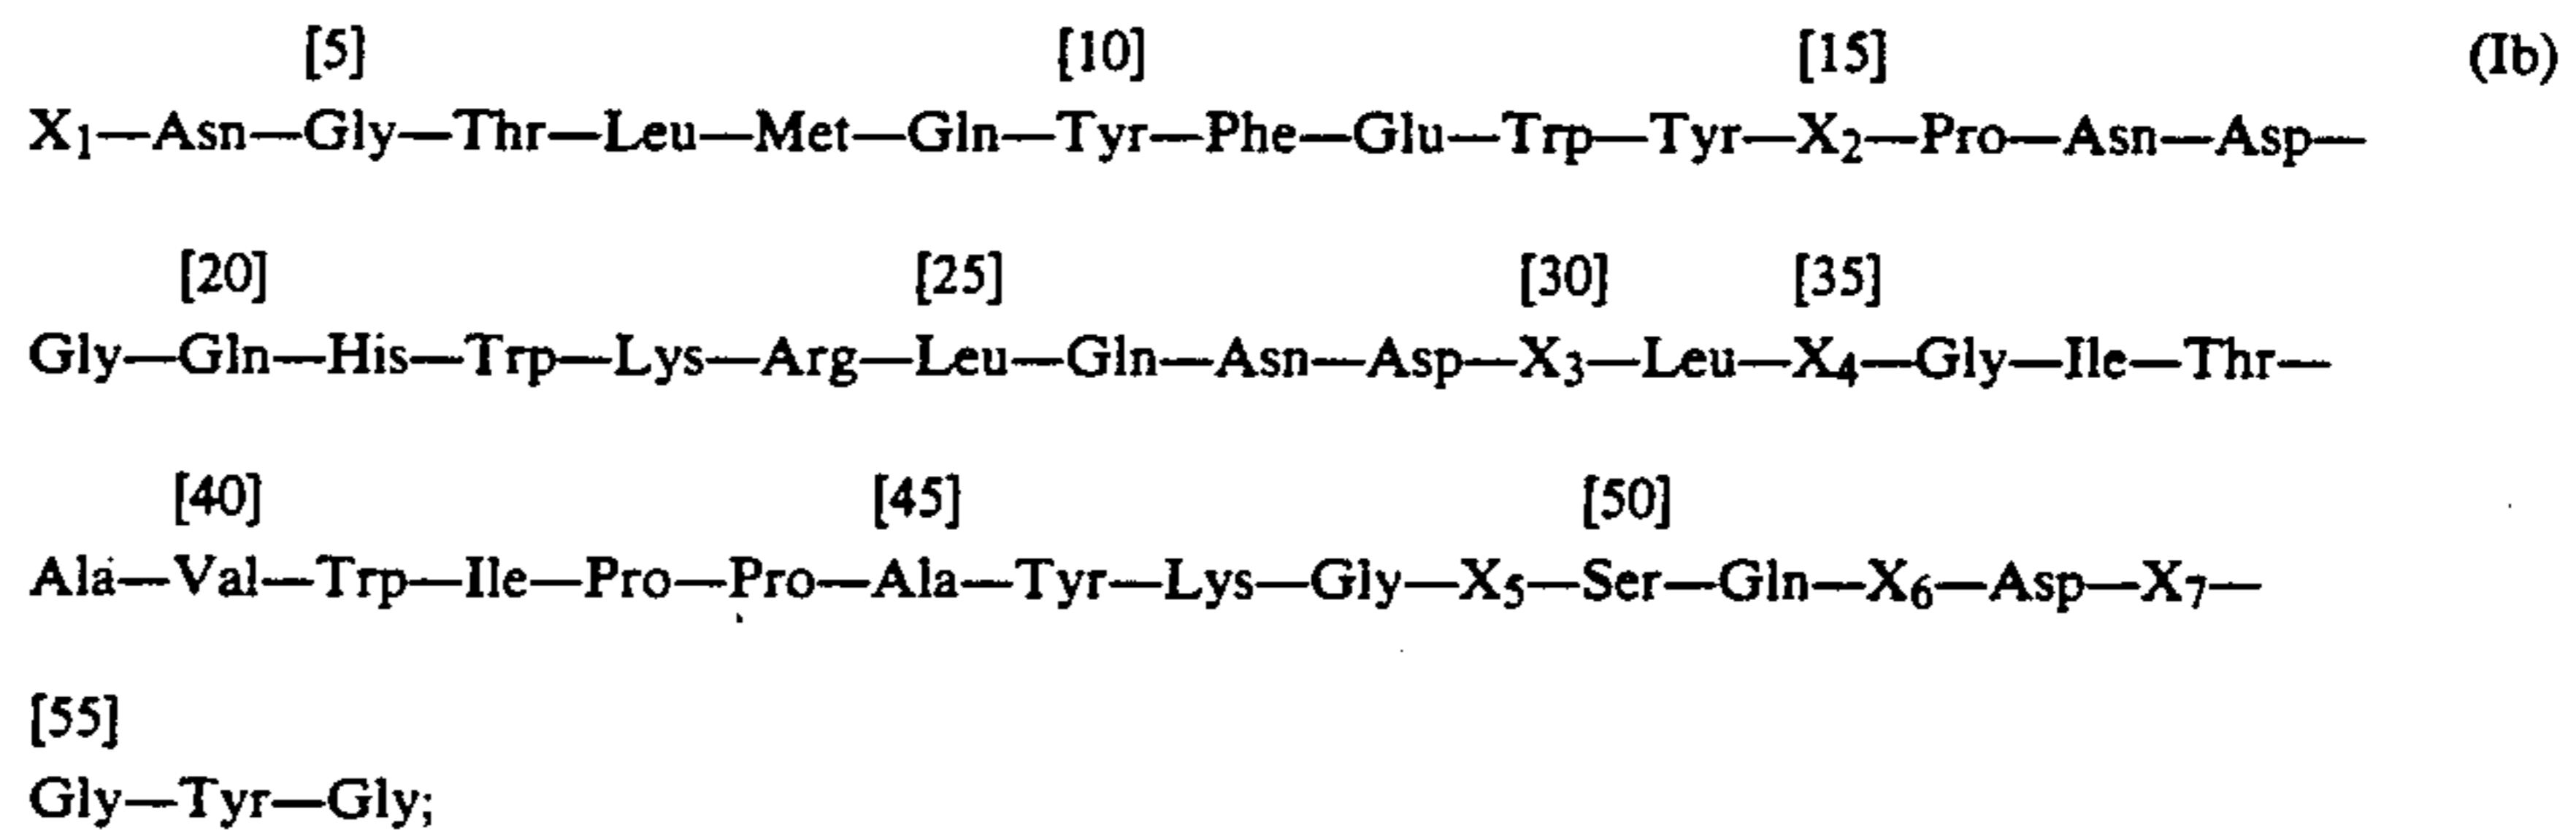 [5] [10] [15] (Ib)
X₁—Asn—Gly—Thr—Leu—Met—Gln—Tyr—Phe—Glu—Trp—Tyr—X₂—Pro—Asn—Asp—
[20] [25] [30] [35]
Gly—Gln—His—Trp—Lys—Arg—Leu—Gln—Asn—Asp—X₃—Leu—X₄—Gly—Ile—Thr—
[40] [45] [50]
Ala—Val—Trp—Ile—Pro—Pro—Ala—Tyr—Lys—Gly—X₅—Ser—Gln—X₆—Asp—X₇—
[55]
Gly—Tyr—Gly;